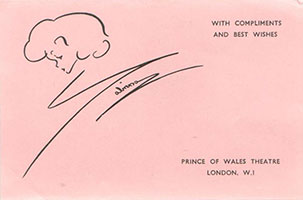 WITH COMPLIMENTS
AND BEST WISHES
PRINCE OF WALES THEATRE
LONDON, W.1